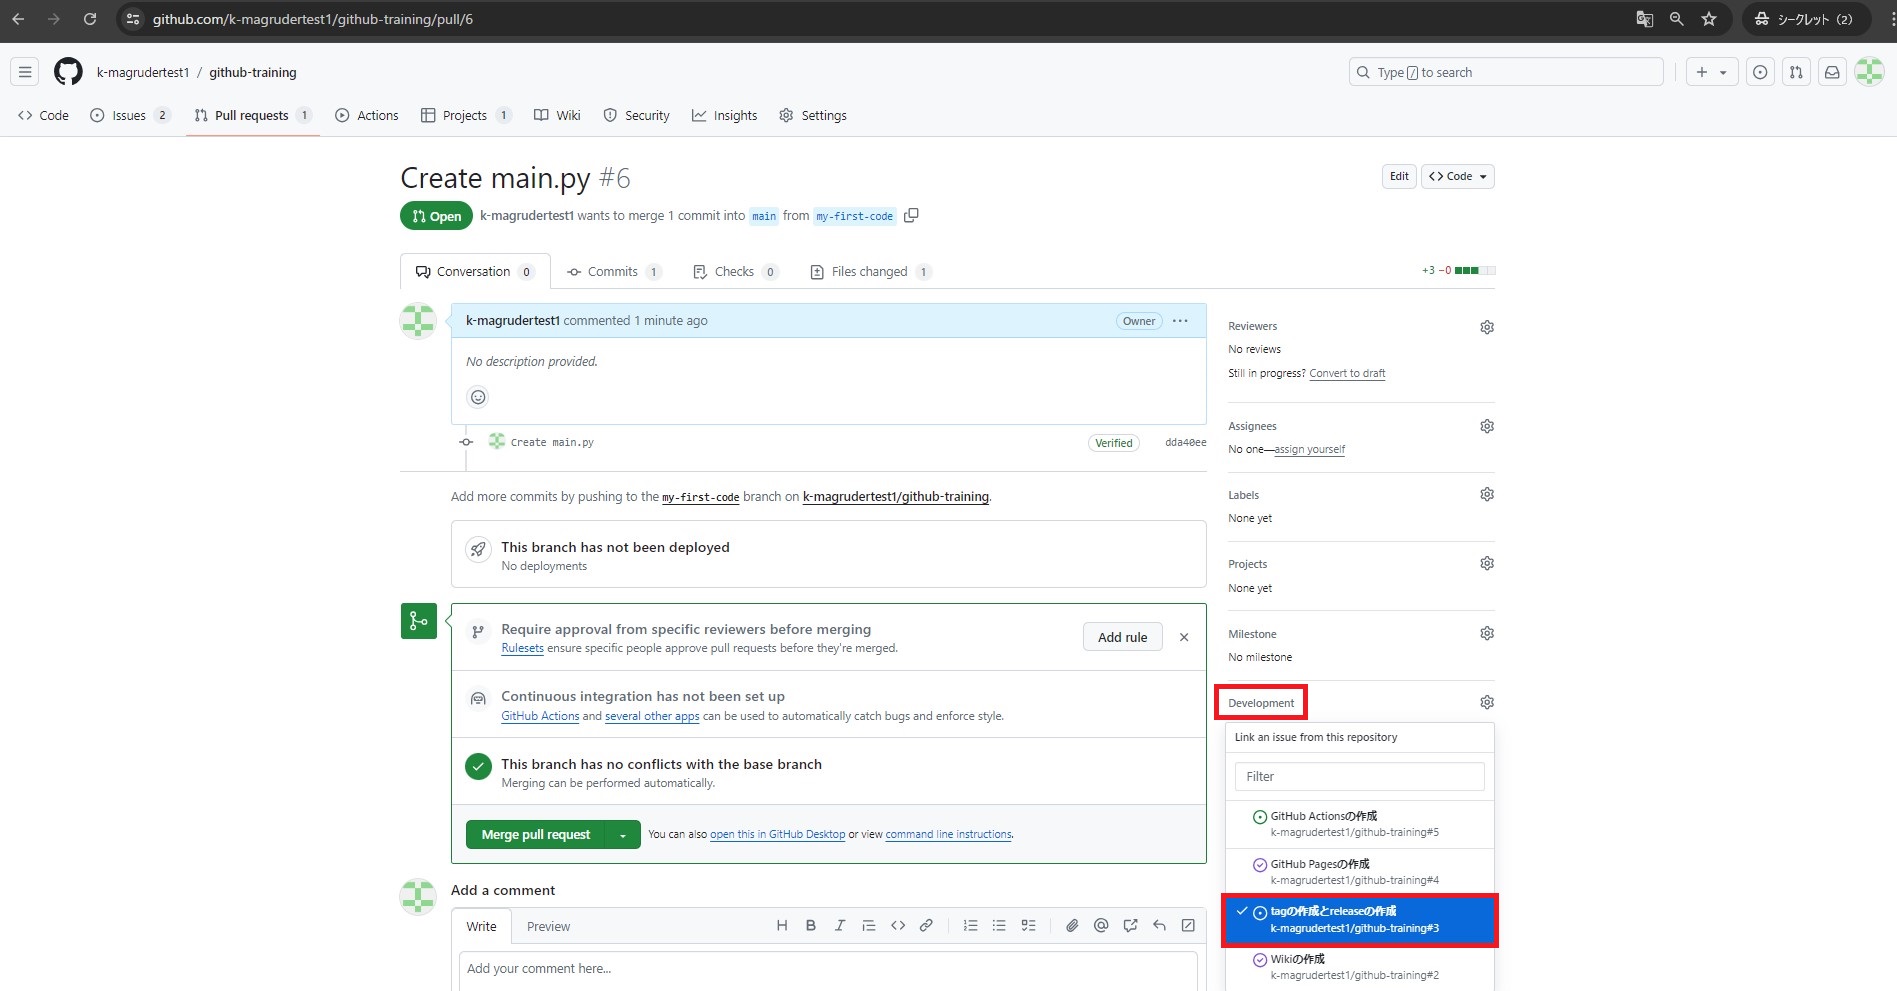 github.com/k-magrudertest1/github-training/pull/6
シークレット (2)
k-magrudertest1 / github-training
Type / to search
Code
Issues 2
Pull requests 1
Actions
Projects 1
Wiki
Security
Insights
Settings
Create main.py #6
Edit
<> Code
Open
k-magrudertest1 wants to merge 1 commit into main from my-first-code
Conversation 0
Commits 1
Checks 0
Files changed 1
+3 −0
k-magrudertest1 commented 1 minute ago
Owner
No description provided.
Create main.py
Verified
dda40ee
Add more commits by pushing to the my-first-code branch on k-magrudertest1/github-training.
This branch has not been deployed
No deployments
Require approval from specific reviewers before merging
Rulesets ensure specific people approve pull requests before they're merged.
Add rule
Continuous integration has not been set up
GitHub Actions and several other apps can be used to automatically catch bugs and enforce style.
This branch has no conflicts with the base branch
Merging can be performed automatically.
Merge pull request
You can also open this in GitHub Desktop or view command line instructions.
Add a comment
Write
Preview
Add your comment here...
Reviewers
No reviews
Still in progress? Convert to draft
Assignees
No one—assign yourself
Labels
None yet
Projects
None yet
Milestone
No milestone
Development
Link an issue from this repository
Filter
GitHub Actionsの作成
k-magrudertest1/github-training#5
GitHub Pagesの作成
k-magrudertest1/github-training#4
tagの作成とreleaseの作成
k-magrudertest1/github-training#3
Wikiの作成
k-magrudertest1/github-training#2